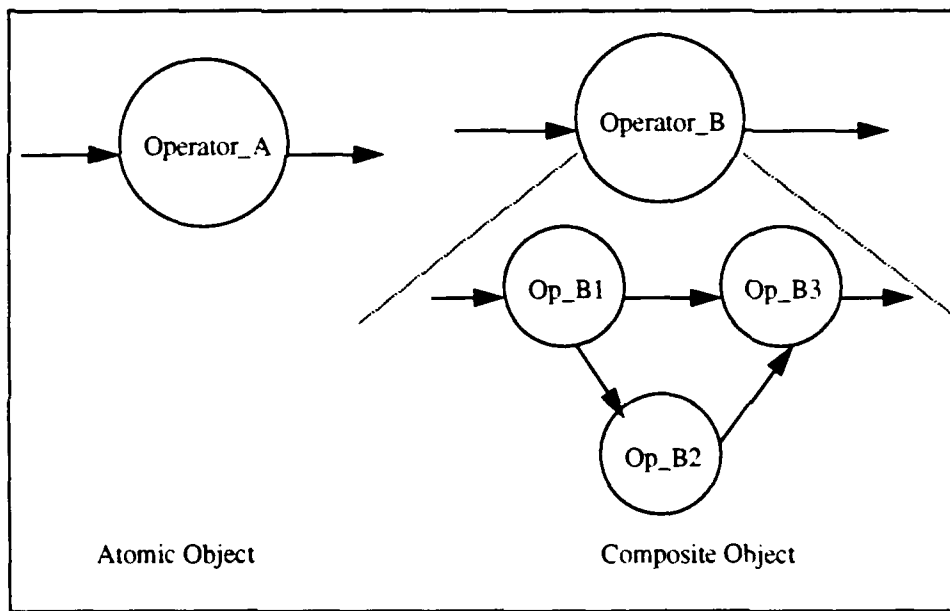 Operator_A
Operator_B
Op_B1
Op_B3
Op_B2
Atomic Object
Composite Object